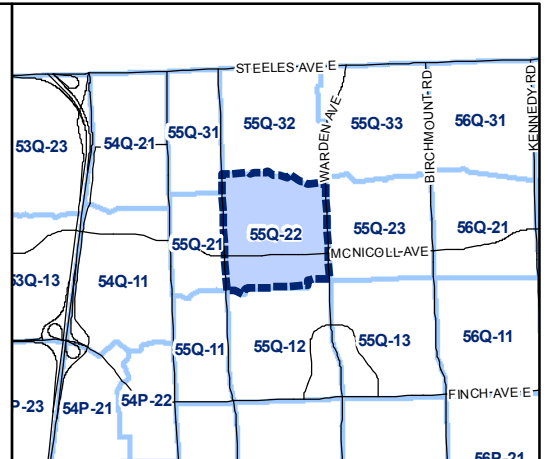 STEELES AVE E
KENNEDY RD
BIRCHMOUNT RD
WARDEN AVE
55Q-32
55Q-33
56Q-31
55Q-31
54Q-21
53Q-23
55Q-22
55Q-23
56Q-21
55Q-21
MCNICOLL AVE
53Q-13
54Q-11
55Q-12
55Q-13
56Q-11
55Q-11
FINCH AVE E
54P-22
P-23
54P-21
56P-21